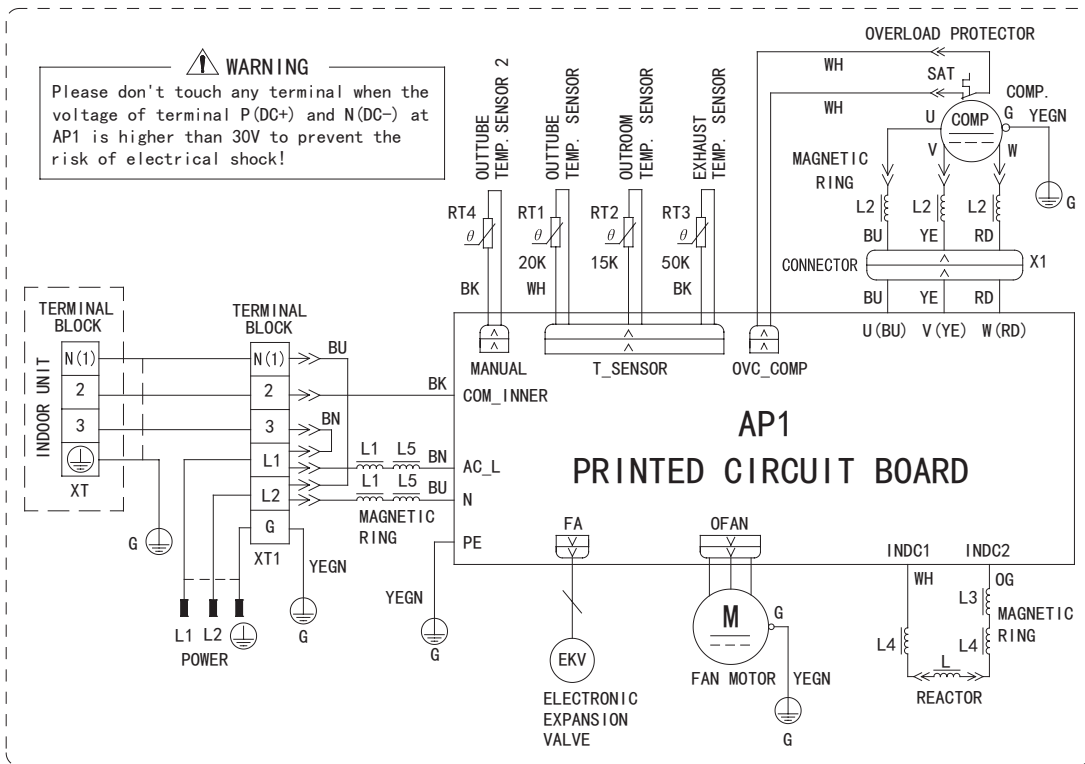 WARNING
Please don't touch any terminal when the
voltage of terminal P(DC+) and N(DC-) at
AP1 is higher than 30V to prevent the
risk of electrical shock!
OUTTUBE
TEMP. SENSOR 2
OUTTUBE
TEMP. SENSOR
OUTROOM
TEMP. SENSOR
EXHAUST
TEMP. SENSOR
RT4
θ
BK
RT1
θ
20K
WH
RT2
θ
15K
RT3
θ
50K
BK
OVERLOAD PROTECTOR
WH
SAT
WH
COMP.
U
COMP
G
YEGN
V
W
G
MAGNETIC
RING
L2
L2
L2
BU
YE
RD
CONNECTOR
X1
BU
YE
RD
U(BU)
V(YE)
W(RD)
MANUAL
T_SENSOR
OVC_COMP
INDOOR UNIT
TERMINAL
BLOCK
N(1)
2
3
XT
G
TERMINAL
BLOCK
N(1)
2
3
L1
L2
G
XT1
BU
BK
BN
L1
L5
BN
L1
L5
BU
MAGNETIC
RING
COM_INNER
AC_L
N
PE
AP1
PRINTED CIRCUIT BOARD
YEGN
G
YEGN
G
L1
L2
POWER
FA
EKV
ELECTRONIC
EXPANSION
VALVE
OFAN
M
G
FAN MOTOR
YEGN
G
INDC1
INDC2
WH
OG
L3
MAGNETIC
RING
L4
L4
L
REACTOR